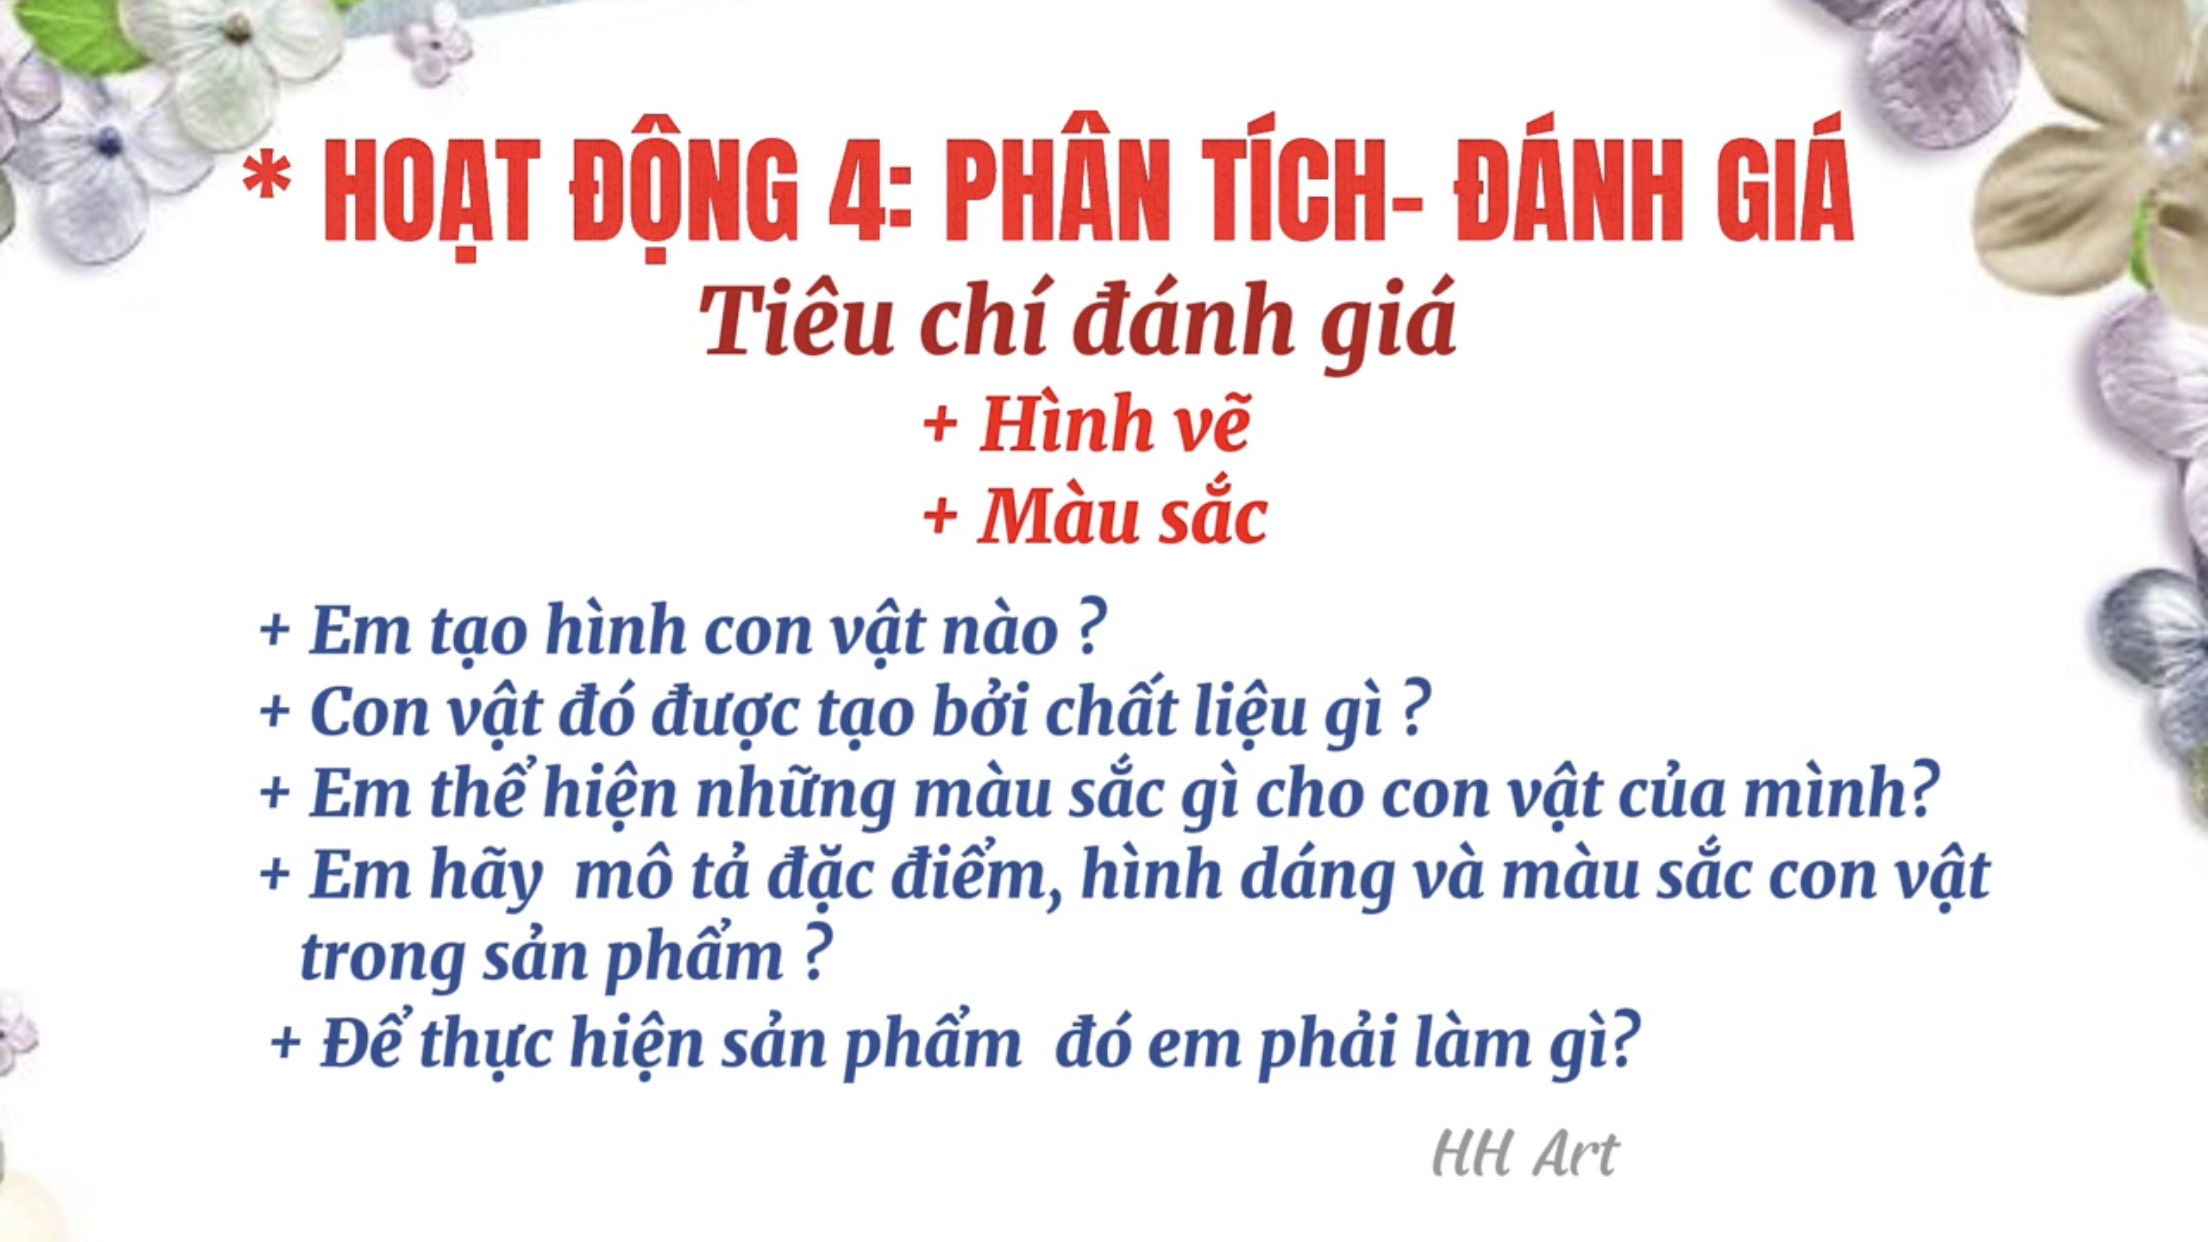 * HOẠT ĐỘNG 4: PHÂN TÍCH- ĐÁNH GIÁ
Tiêu chí đánh giá
+ Hình vẽ
+ Màu sắc
+ Em tạo hình con vật nào ?
+ Con vật đó được tạo bởi chất liệu gì ?
+ Em thể hiện những màu sắc gì cho con vật của mình?
+ Em hãy mô tả đặc điểm, hình dáng và màu sắc con vật
trong sản phẩm ?
+ Để thực hiện sản phẩm đó em phải làm gì?
HH Art